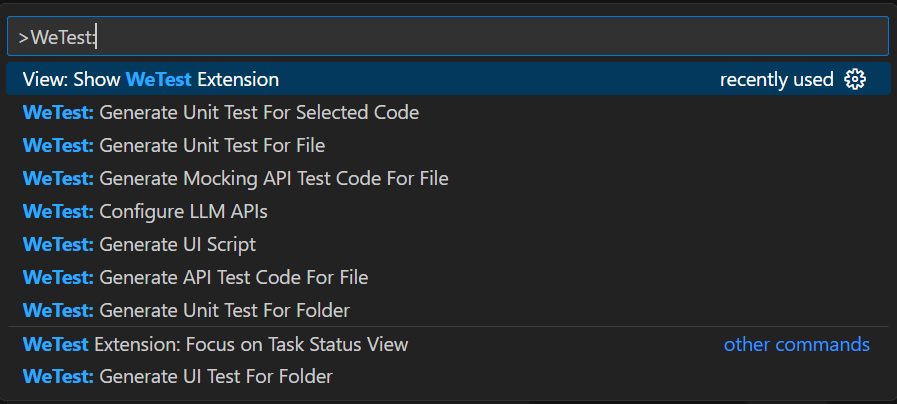 >WeTest:
View: Show WeTest Extension recently used
WeTest: Generate Unit Test For Selected Code
WeTest: Generate Unit Test For File
WeTest: Generate Mocking API Test Code For File
WeTest: Configure LLM APIs
WeTest: Generate UI Script
WeTest: Generate API Test Code For File
WeTest: Generate Unit Test For Folder
WeTest Extension: Focus on Task Status View other commands
WeTest: Generate UI Test For Folder